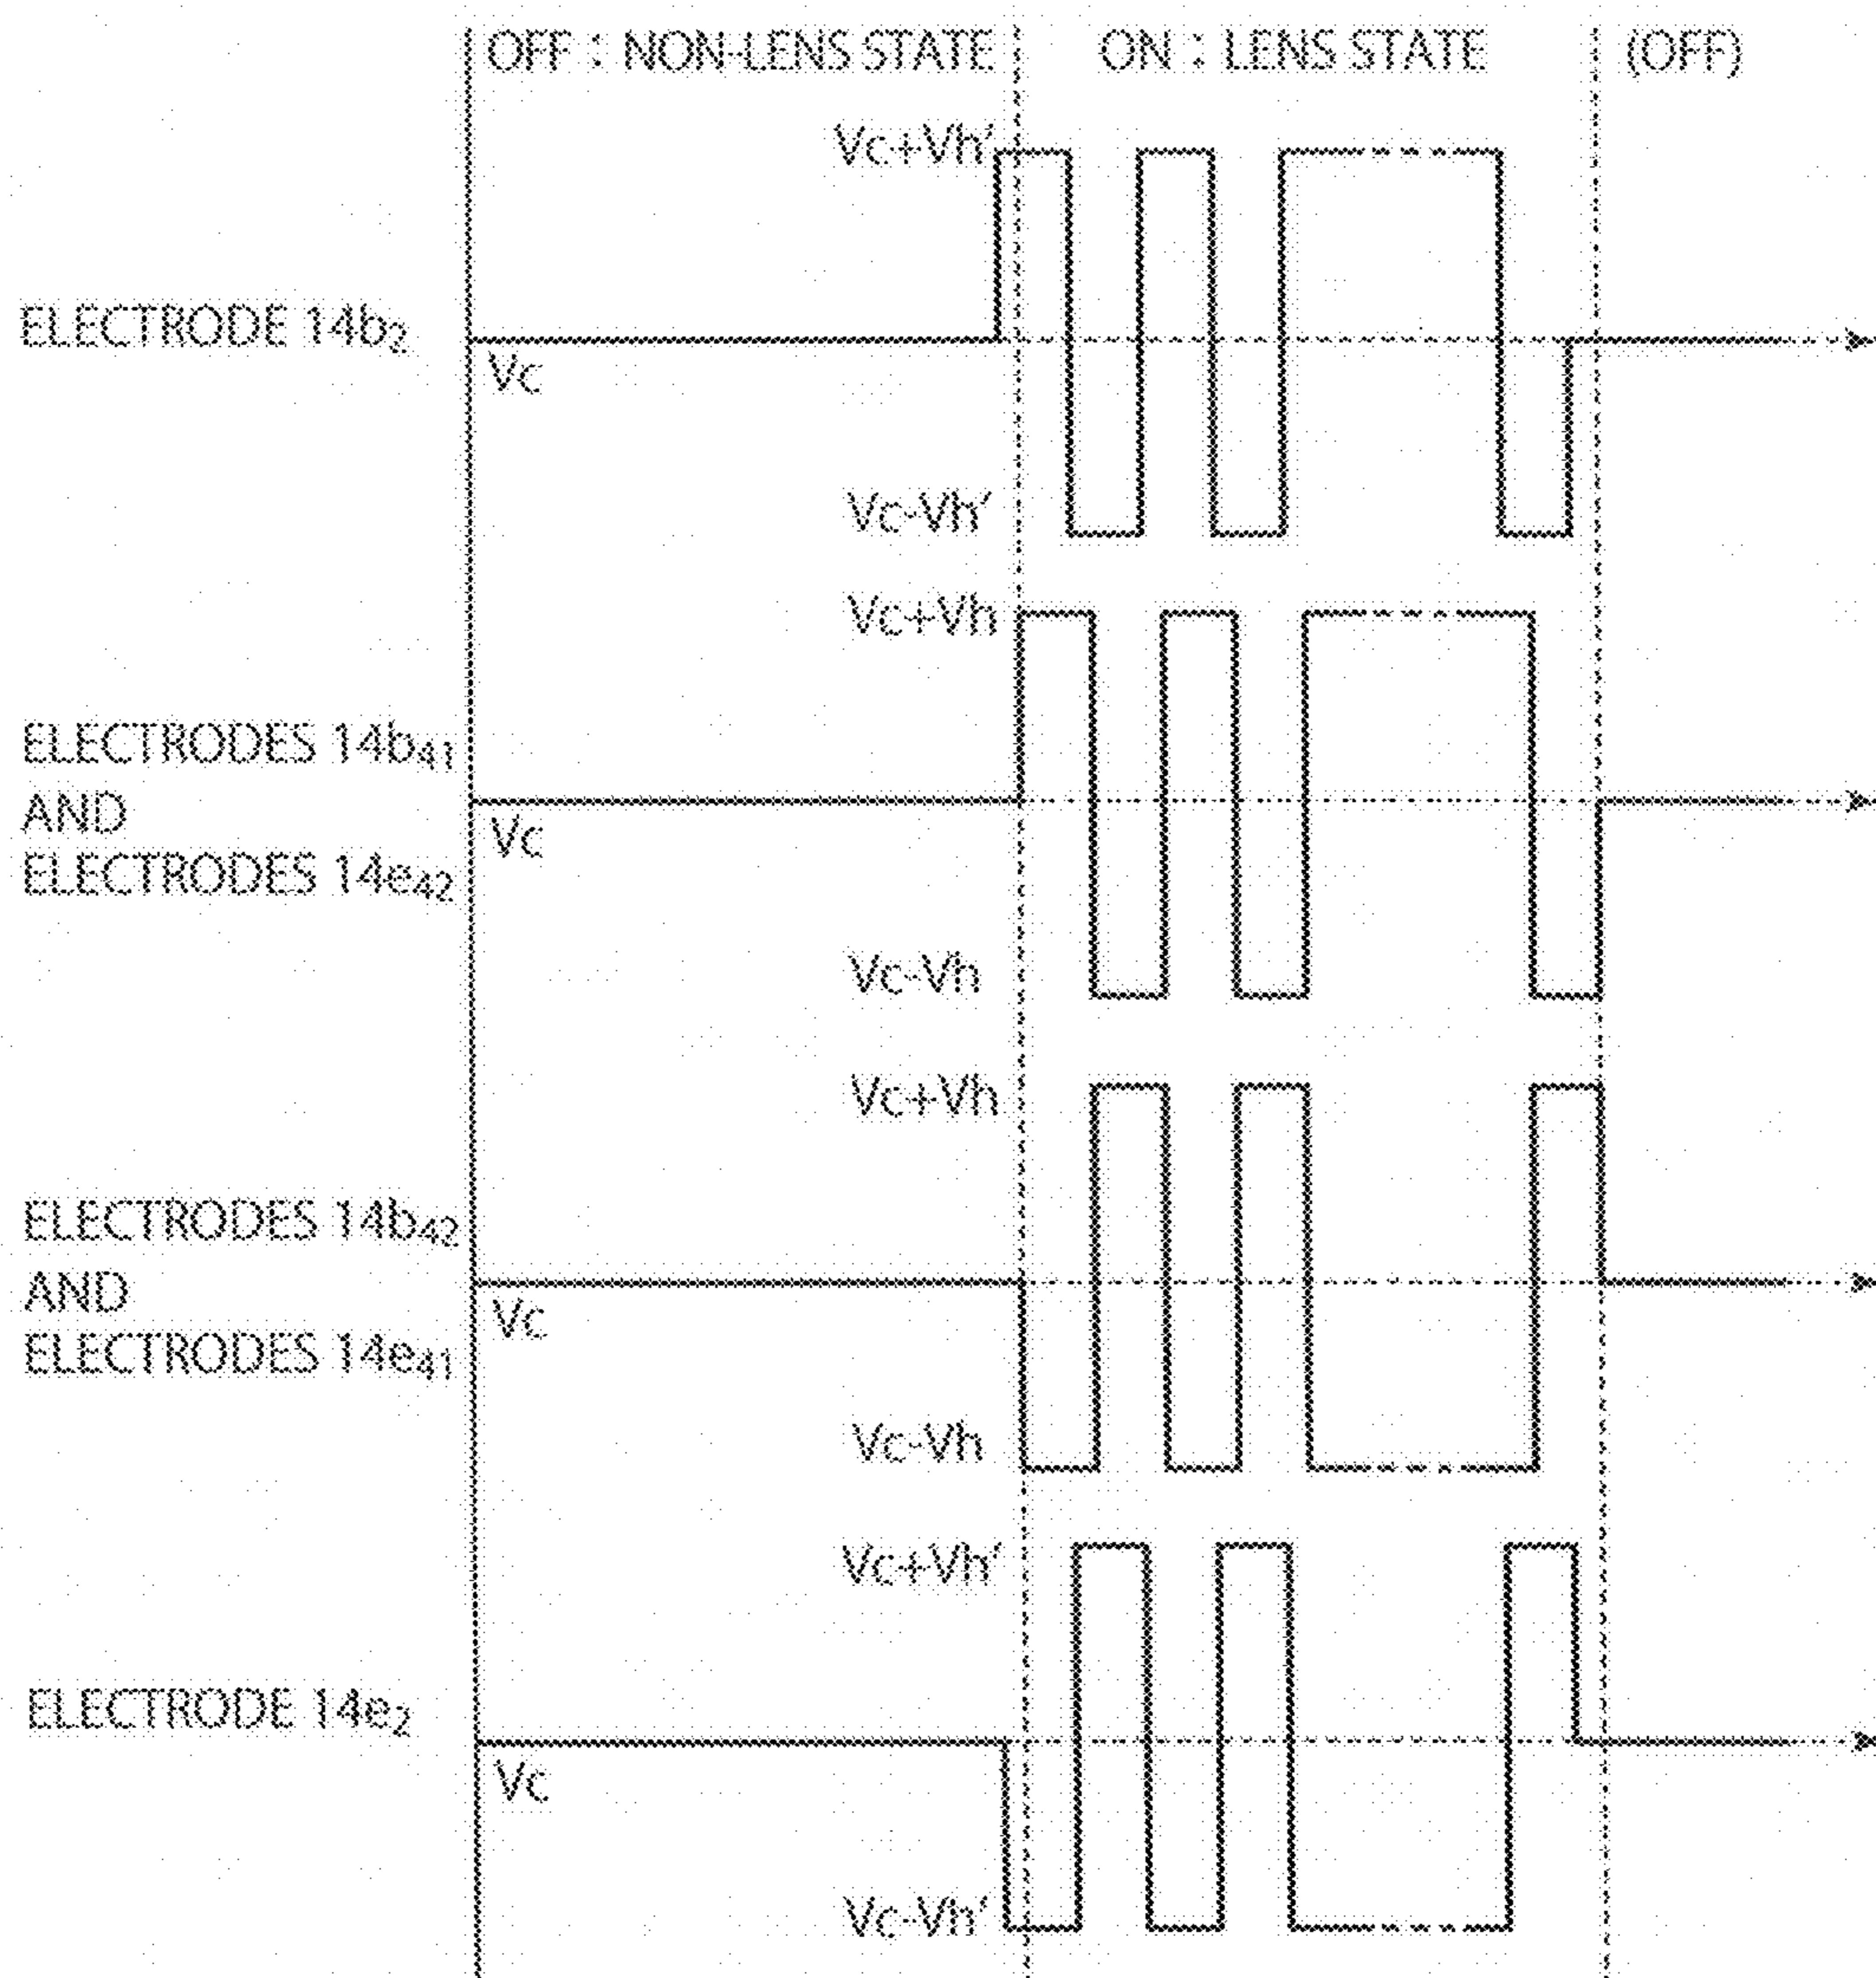 OFF : NON-LENS STATE
ON : LENS STATE
(OFF)
Vc+Vh'
ELECTRODE 14b2
Vc
Vc-Vh'
Vc+Vh
ELECTRODES 14b41
AND
ELECTRODES 14e42
Vc
Vc-Vh
Vc+Vh
ELECTRODES 14b42
AND
ELECTRODES 14e41
Vc
Vc-Vh
Vc+Vh'
ELECTRODE 14e2
Vc
Vc-Vh'